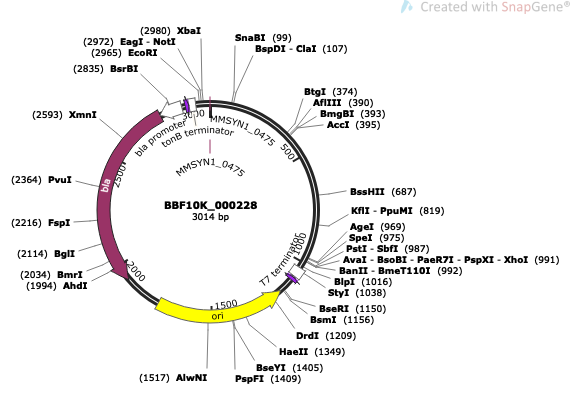 Created with SnapGene®
(2980) XbaI
(2972) EagI - NotI
(2965) EcoRI
(2835) BsrBI
(2593) XmnI
(2364) PvuI
(2216) FspI
(2114) BglI
(2034) BmrI
(1994) AhdI
(1517) AlwNI
SnaBI (99)
BspDI - ClaI (107)
BtgI (374)
AflIII (390)
BmgBI (393)
AccI (395)
BssHII (687)
KflI - PpuMI (819)
AgeI (969)
SpeI (975)
PstI - SbfI (987)
AvaI - BsoBI - PaeR7I - PspXI - XhoI (991)
BanII - BmeT110I (992)
BlpI (1016)
StyI (1038)
BseRI (1150)
BsmI (1156)
DrdI (1209)
HaeII (1349)
BseYI (1405)
PspFI (1409)
MMSYN1_0475
bla promoter
tonB terminator
MMSYN1_0475
T7 terminator
bla
ori
500
1000
1500
2000
2500
3000
BBF10K_000228
3014 bp